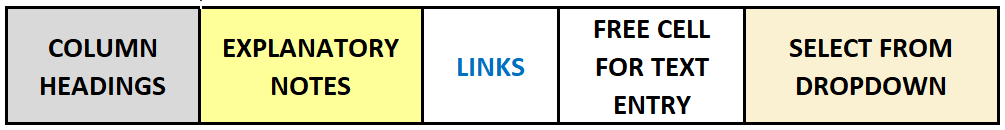 COLUMN
HEADINGS
EXPLANATORY
NOTES
LINKS
FREE CELL
FOR TEXT
ENTRY
SELECT FROM
DROPDOWN